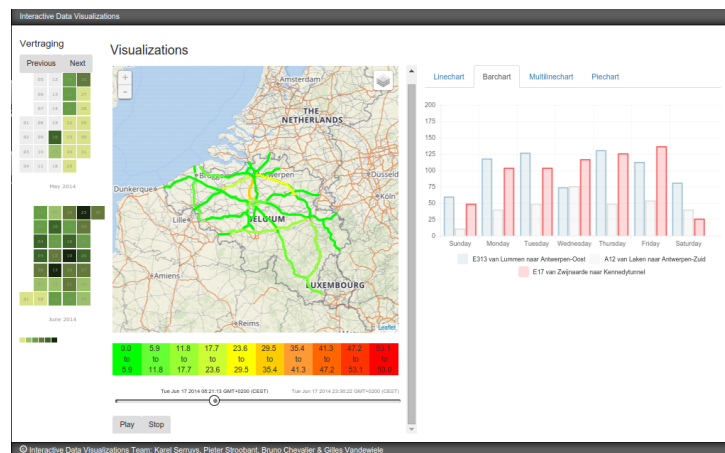 Interactive Data Visualizations
Vertraging
Previous Next
May 2014
June 2014
Visualizations
+
-
Amsterdam
THE
NETHERLANDS
Dunkerque
Brugge
Antwerpen
Düsseld
Köln
Lille
BELGIUM
Amiens
LUXEMBOURG
Reims
Leaflet
0.0 5.9 11.8 17.7 23.6 29.5 35.4 41.3 47.2 53.1
to to to to to to to to to to
5.9 11.8 17.7 23.6 29.5 35.4 41.3 47.2 53.1
Tue Jun 17 2014 08:21:13 GMT+0200 (CEST) Tue Jun 17 2014 23:38:22 GMT+0200 (CEST)
Play Stop
Linechart Barchart Multilinechart Piechart
200
175
150
125
100
75
50
25
0
Sunday Monday Tuesday Wednesday Thursday Friday Saturday
E313 van Lummen naar Antwerpen-Oost A12 van Laken naar Antwerpen-Zuid
E17 van Zwijnaarde naar Kennedytunnel
© Interactive Data Visualizations Team: Karel Serruys, Pieter Stroobant, Bruno Chevalier & Gilles Vandewiele